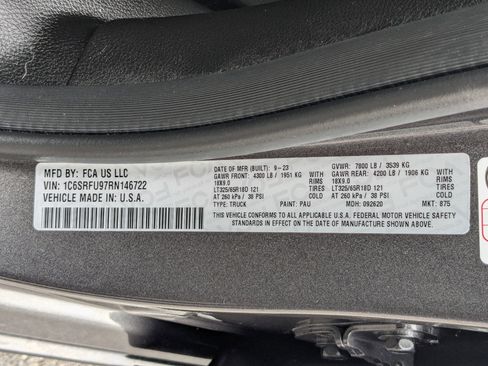 MFD BY: FCA US LLC
VIN: 1C6SRFU97RN146722
VEHICLE MADE IN: U.S.A.
DATE OF MFR (BUILT): 9-23
GAWR FRONT: 4300 LB / 1951 KG
18X9.0 WITH RIMS
LT325/65R18D 121 TIRES
AT 260 kPa / 38 PSI COLD
TYPE: TRUCK PAINT: PAU
GVWR: 7800 LB / 3539 KG
GAWR REAR: 4200 LB / 1906 KG
18X9.0 WITH RIMS
LT325/65R18D 121 TIRES
AT 260 kPa / 38 PSI COLD
MDH: 092620 MKT: 875
THIS VEHICLE CONFORMS TO ALL APPLICABLE U.S.A. FEDERAL MOTOR VEHICLE SAFETY
STANDARDS IN EFFECT ON THE DATE OF MANUFACTURE SHOWN ABOVE.